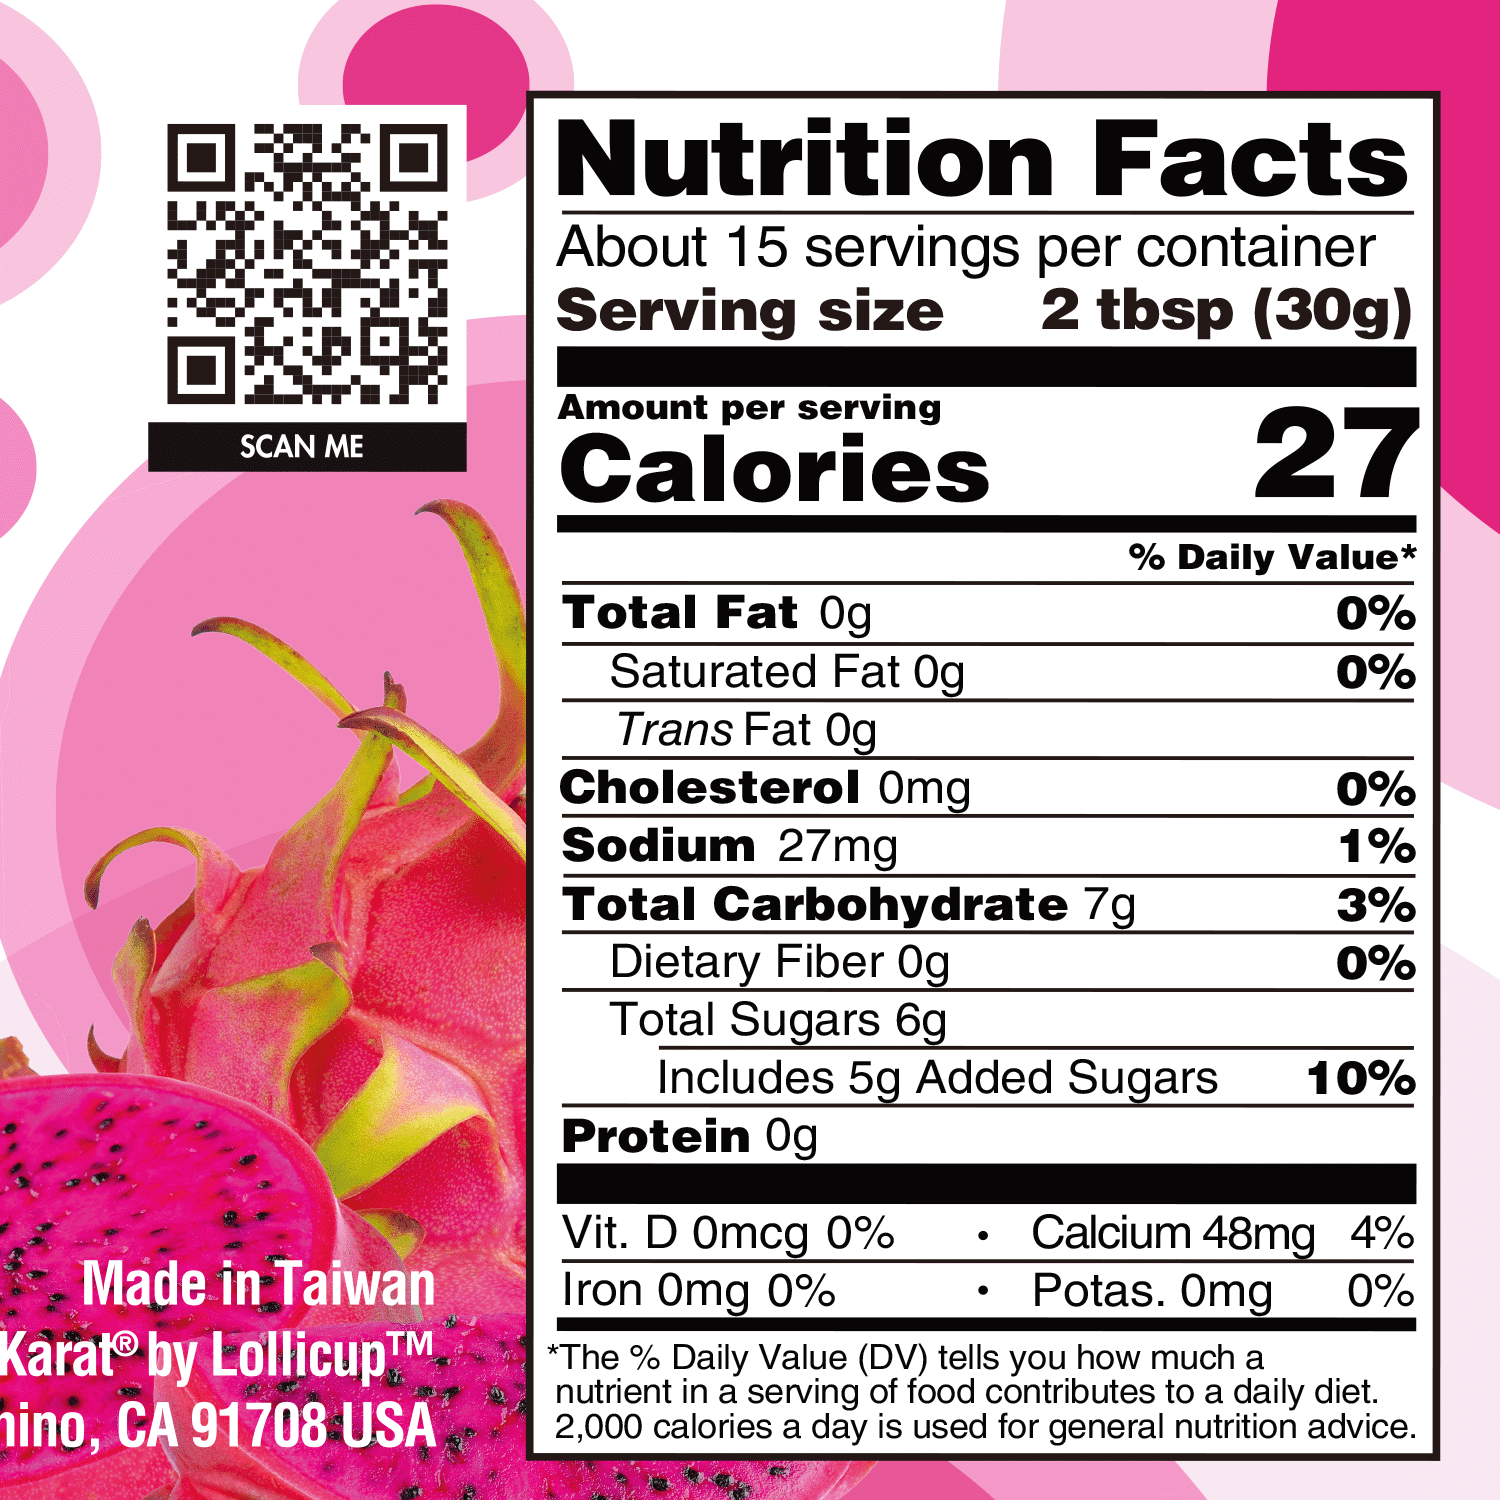 SCAN ME
Nutrition Facts
About 15 servings per container
Serving size 2 tbsp (30g)
Amount per serving
Calories 27
% Daily Value*
Total Fat 0g 0%
Saturated Fat 0g 0%
Trans Fat 0g
Cholesterol 0mg 0%
Sodium 27mg 1%
Total Carbohydrate 7g 3%
Dietary Fiber 0g 0%
Total Sugars 6g
Includes 5g Added Sugars 10%
Protein 0g
Vit. D 0mcg 0% • Calcium 48mg 4%
Iron 0mg 0% • Potas. 0mg 0%
*The % Daily Value (DV) tells you how much a
nutrient in a serving of food contributes to a daily diet.
2,000 calories a day is used for general nutrition advice.
Made in Taiwan
Karat® by Lollicup™
CA 91708 USA